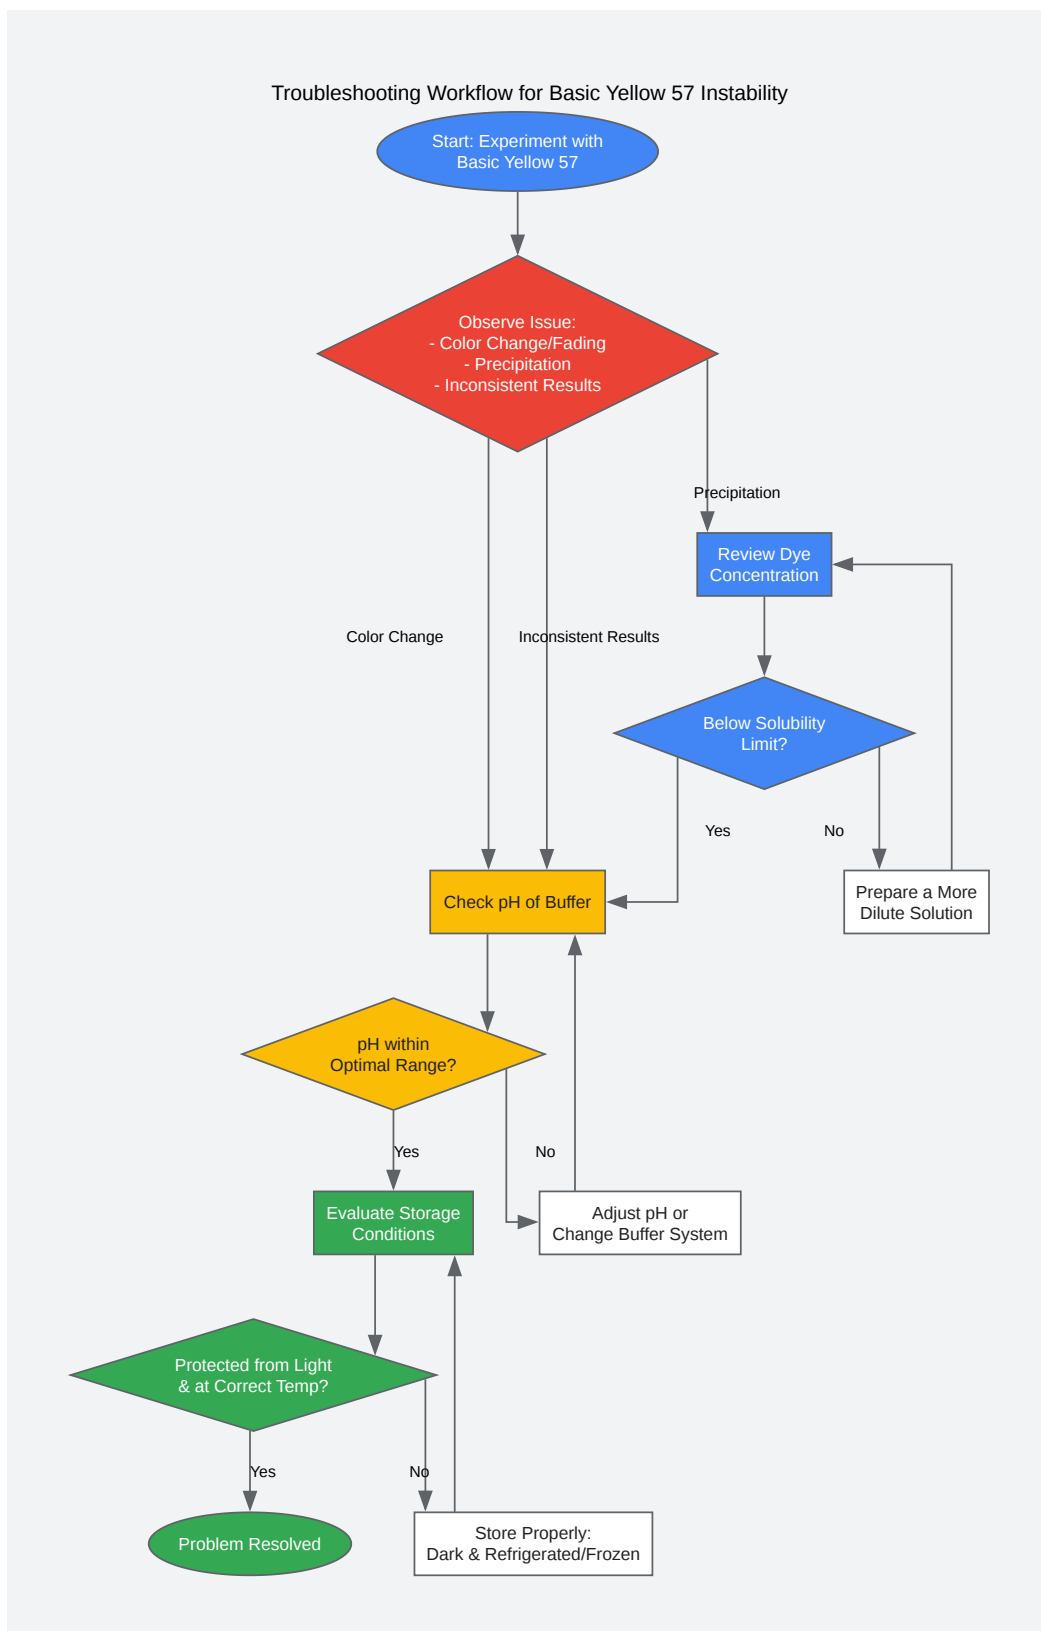 Troubleshooting Workflow for Basic Yellow 57 Instability
Start: Experiment with
Basic Yellow 57
Observe Issue:
- Color Change/Fading
- Precipitation
- Inconsistent Results
Precipitation
Review Dye
Concentration
Color Change
Inconsistent Results
Below Solubility
Limit?
Yes
No
Check pH of Buffer
Prepare a More
Dilute Solution
pH within
Optimal Range?
Yes
No
Evaluate Storage
Conditions
Adjust pH or
Change Buffer System
Protected from Light
& at Correct Temp?
Yes
No
Problem Resolved
Store Properly:
Dark & Refrigerated/Frozen